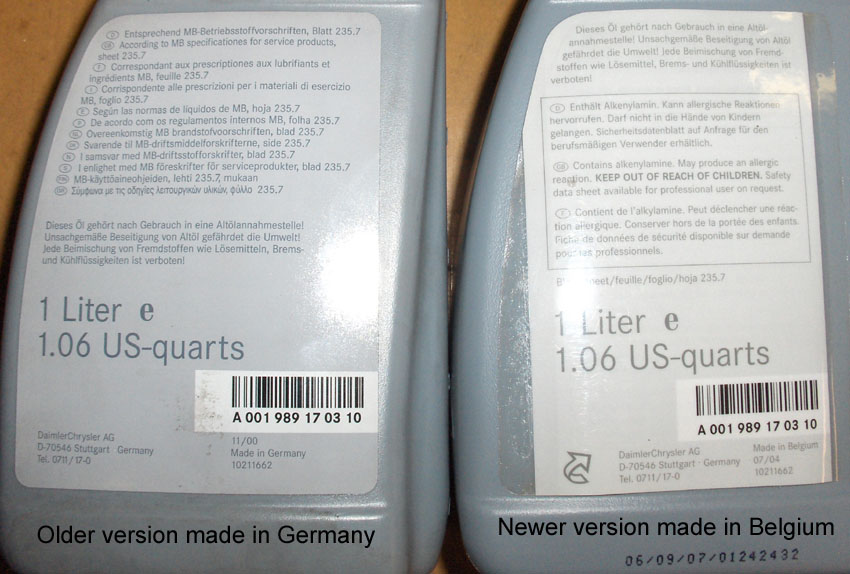 D Entsprechend MB-Betriebsstoffvorschriften, Blatt 235.7
GB According to MB specificationes for service products,
sheet 235.7
F Correspondant aux prescriptiones aux lubrifiants et
ingrédients MB, feuille 235.7
I Corrispondente alle prescrizioni per i materiali di esercizio
MB, foglio 235.7
E Según las normas de líquidos de MB, hoja 235.7
P De acordo com os regulamentos internos MB, folha 235.7
NL Overeenkomstig MB brandstofvoorschriften, blad 235.7
DK Svarende til MB-driftsmiddelforskrifterne, side 235.7
N I samsvar med MB-driftsstofforskrifter, blad 235.7
S I enlighet med MB föreskrifter för serviceprodukter, blad 235.7
FIN MB-käyttöaineohjeiden, lehti 235.7, mukaan
GR Σύμφωνα με τις οδηγίες λειτουργικών υλικών, φύλλο 235.7
Dieses Öl gehört nach Gebrauch in eine Altölannahmestelle!
Unsachgemäße Beseitigung von Altöl gefährdet die Umwelt!
Jede Beimischung von Fremdstoffen wie Lösemitteln, Brems-
und Kühlflüssigkeiten ist verboten!
1 Liter e
1.06 US-quarts
A 001 989 17 03 10
DaimlerChrysler AG
D-70546 Stuttgart · Germany
Tel. 0711/17-0
11/00
Made in Germany
10211662
Older version made in Germany
Dieses Öl gehört nach Gebrauch in eine Altöl-
annahmestelle! Unsachgemäße Beseitigung von Altöl
gefährdet die Umwelt! Jede Beimischung von Fremd-
stoffen wie Lösemittel, Brems- und Kühlflüssigkeiten ist
verboten!
D Enthält Alkenylamin. Kann allergische Reaktionen
hervorrufen. Darf nicht in die Hände von Kindern
gelangen. Sicherheitsdatenblatt auf Anfrage für den
berufsmäßigen Verwender erhältlich.
GB Contains alkenylamine. May produce an allergic
reaction. KEEP OUT OF REACH OF CHILDREN. Safety
data sheet available for professional user on request.
F Contient de l'alkylamine. Peut déclencher une réac-
tion allergique. Conserver hors de la portée des enfants.
Fiche de données de sécurité disponible sur demande
pour les professionnels.
/feuille/foglio/hoja 235.7
1 Liter e
1.06 US-quarts
A 001 989 17 03 10
DaimlerChrysler AG
D-70546 Stuttgart · Germany
Tel. 0711/17-0
Made in Belgium
07/04
10211662
Newer version made in Belgium
06/09/07/01242432